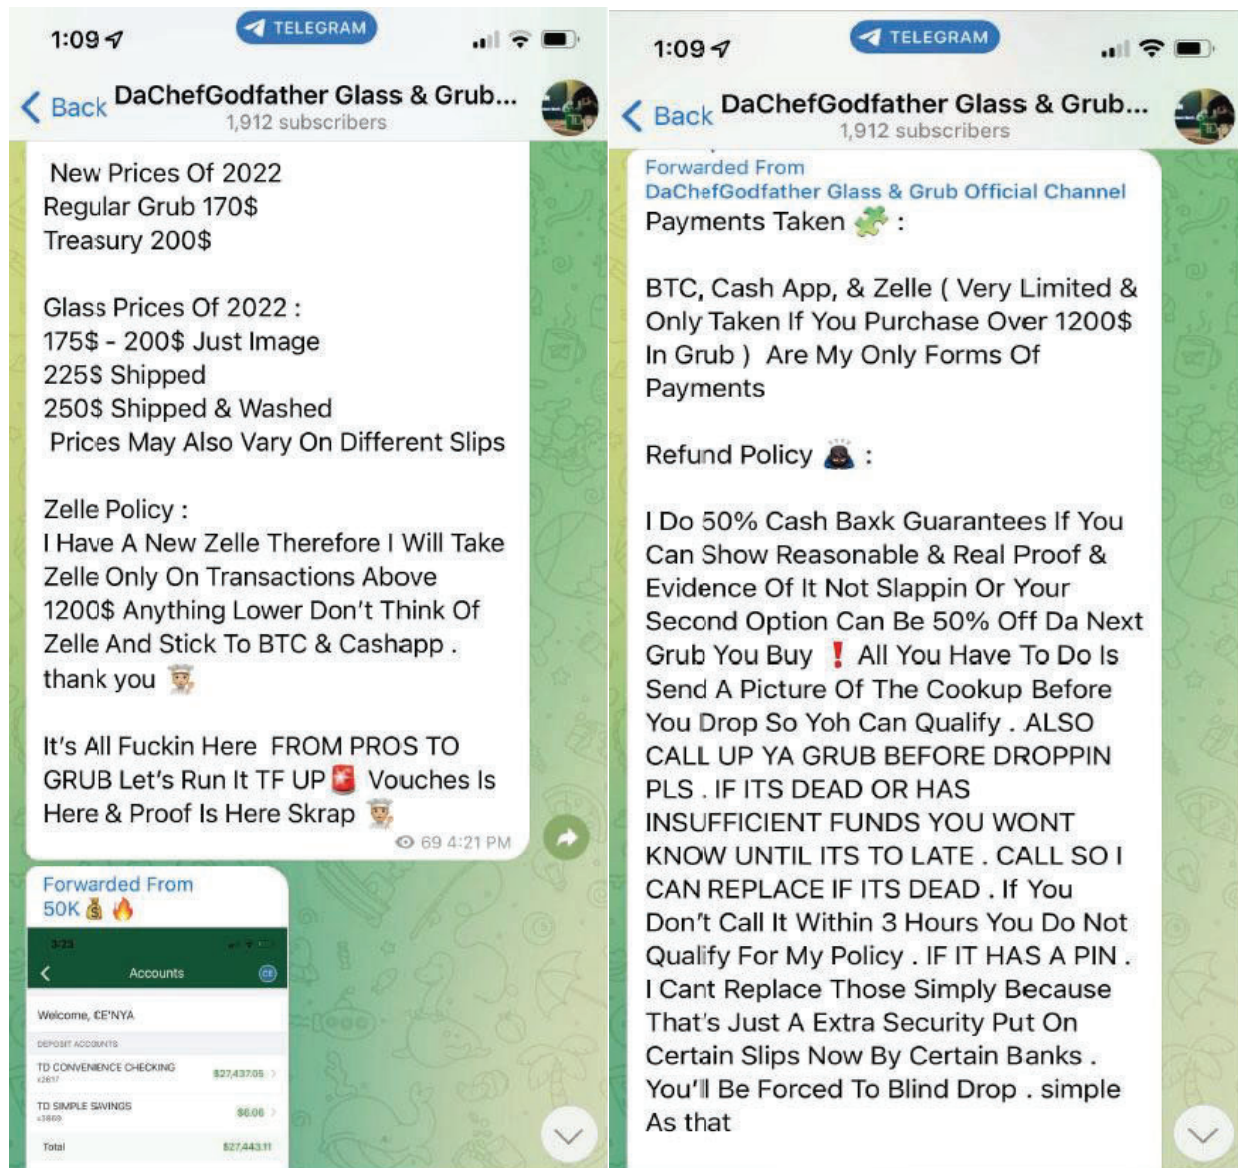 1:09
TELEGRAM
Back
DaChefGodfather Glass & Grub...
1,912 subscribers
New Prices Of 2022
Regular Grub 170$
Treasury 200$
Glass Prices Of 2022 :
175$ - 200$ Just Image
225$ Shipped
250$ Shipped & Washed
Prices May Also Vary On Different Slips
Zelle Policy :
I Have A New Zelle Therefore I Will Take
Zelle Only On Transactions Above
1200$ Anything Lower Don't Think Of
Zelle And Stick To BTC & Cashapp .
thank you 👨🏼‍🍳
It's All Fuckin Here FROM PROS TO
GRUB Let's Run It TF UP🚨 Vouches Is
Here & Proof Is Here Skrap 👨🏼‍🍳
69 4:21 PM
Forwarded From
50K💰🔥
3:23
Accounts
CE
Welcome, CE'NYA
DEPOSIT ACCOUNTS
TD CONVENIENCE CHECKING
$27,437.05
x2617
TD SIMPLE SAVINGS
$6.06
Total
$27,443.11
1:09
TELEGRAM
Back
DaChefGodfather Glass & Grub...
1,912 subscribers
Forwarded From
DaChefGodfather Glass & Grub Official Channel
Payments Taken 🧩 :
BTC, Cash App, & Zelle ( Very Limited &
Only Taken If You Purchase Over 1200$
In Grub ) Are My Only Forms Of
Payments
Refund Policy 🙇🏿 :
I Do 50% Cash Baxk Guarantees If You
Can Show Reasonable & Real Proof &
Evidence Of It Not Slappin Or Your
Second Option Can Be 50% Off Da Next
Grub You Buy ❗ All You Have To Do Is
Send A Picture Of The Cookup Before
You Drop So Yoh Can Qualify . ALSO
CALL UP YA GRUB BEFORE DROPPIN
PLS . IF ITS DEAD OR HAS
INSUFFICIENT FUNDS YOU WONT
KNOW UNTIL ITS TO LATE . CALL SO I
CAN REPLACE IF ITS DEAD . If You
Don't Call It Within 3 Hours You Do Not
Qualify For My Policy . IF IT HAS A PIN .
I Cant Replace Those Simply Because
That's Just A Extra Security Put On
Certain Slips Now By Certain Banks .
You'll Be Forced To Blind Drop . simple
As that